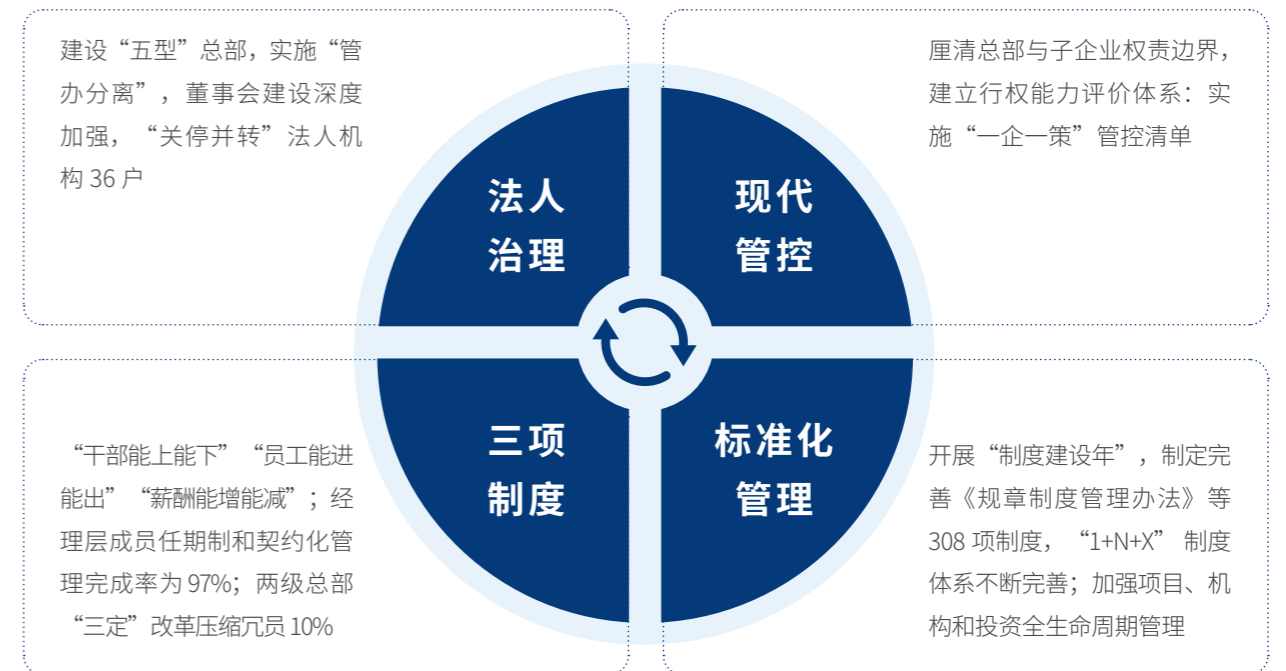 建设“五型”总部，实施“管
办分离”，董事会建设深度
加强，“关停并转”法人机
构 36 户
法人
治理
现代
管控
厘清总部与子企业权责边界，
建立行权能力评价体系：实
施“一企一策”管控清单
“干部能上能下”“员工能进
能出”“薪酬能增能减”；经
理层成员任期制和契约化管
理完成率为 97%；两级总部
“三定”改革压缩冗员 10%
三项
制度
标准化
管理
开展“制度建设年”，制定完
善《规章制度管理办法》等
308 项制度，“1+N+X” 制度
体系不断完善；加强项目、机
构和投资全生命周期管理